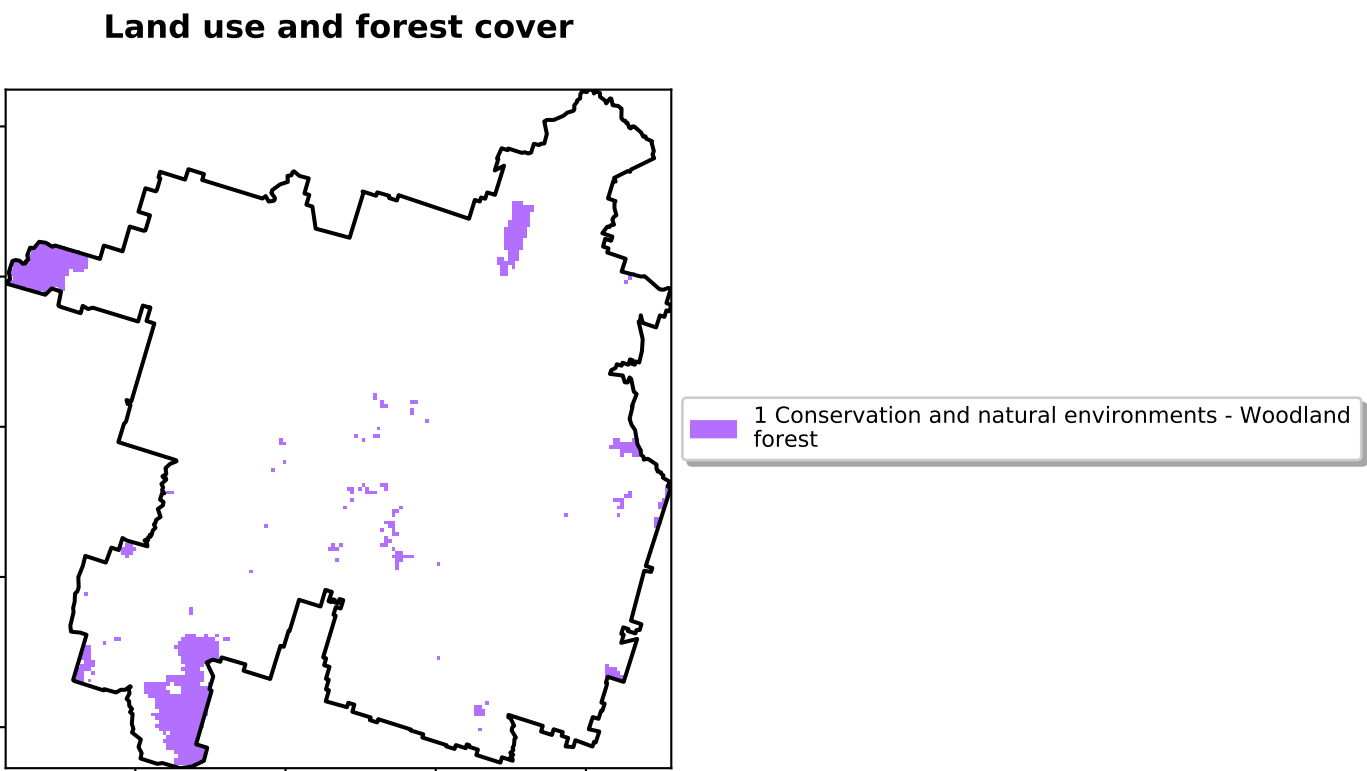 Land use and forest cover
1 Conservation and natural environments - Woodland
forest